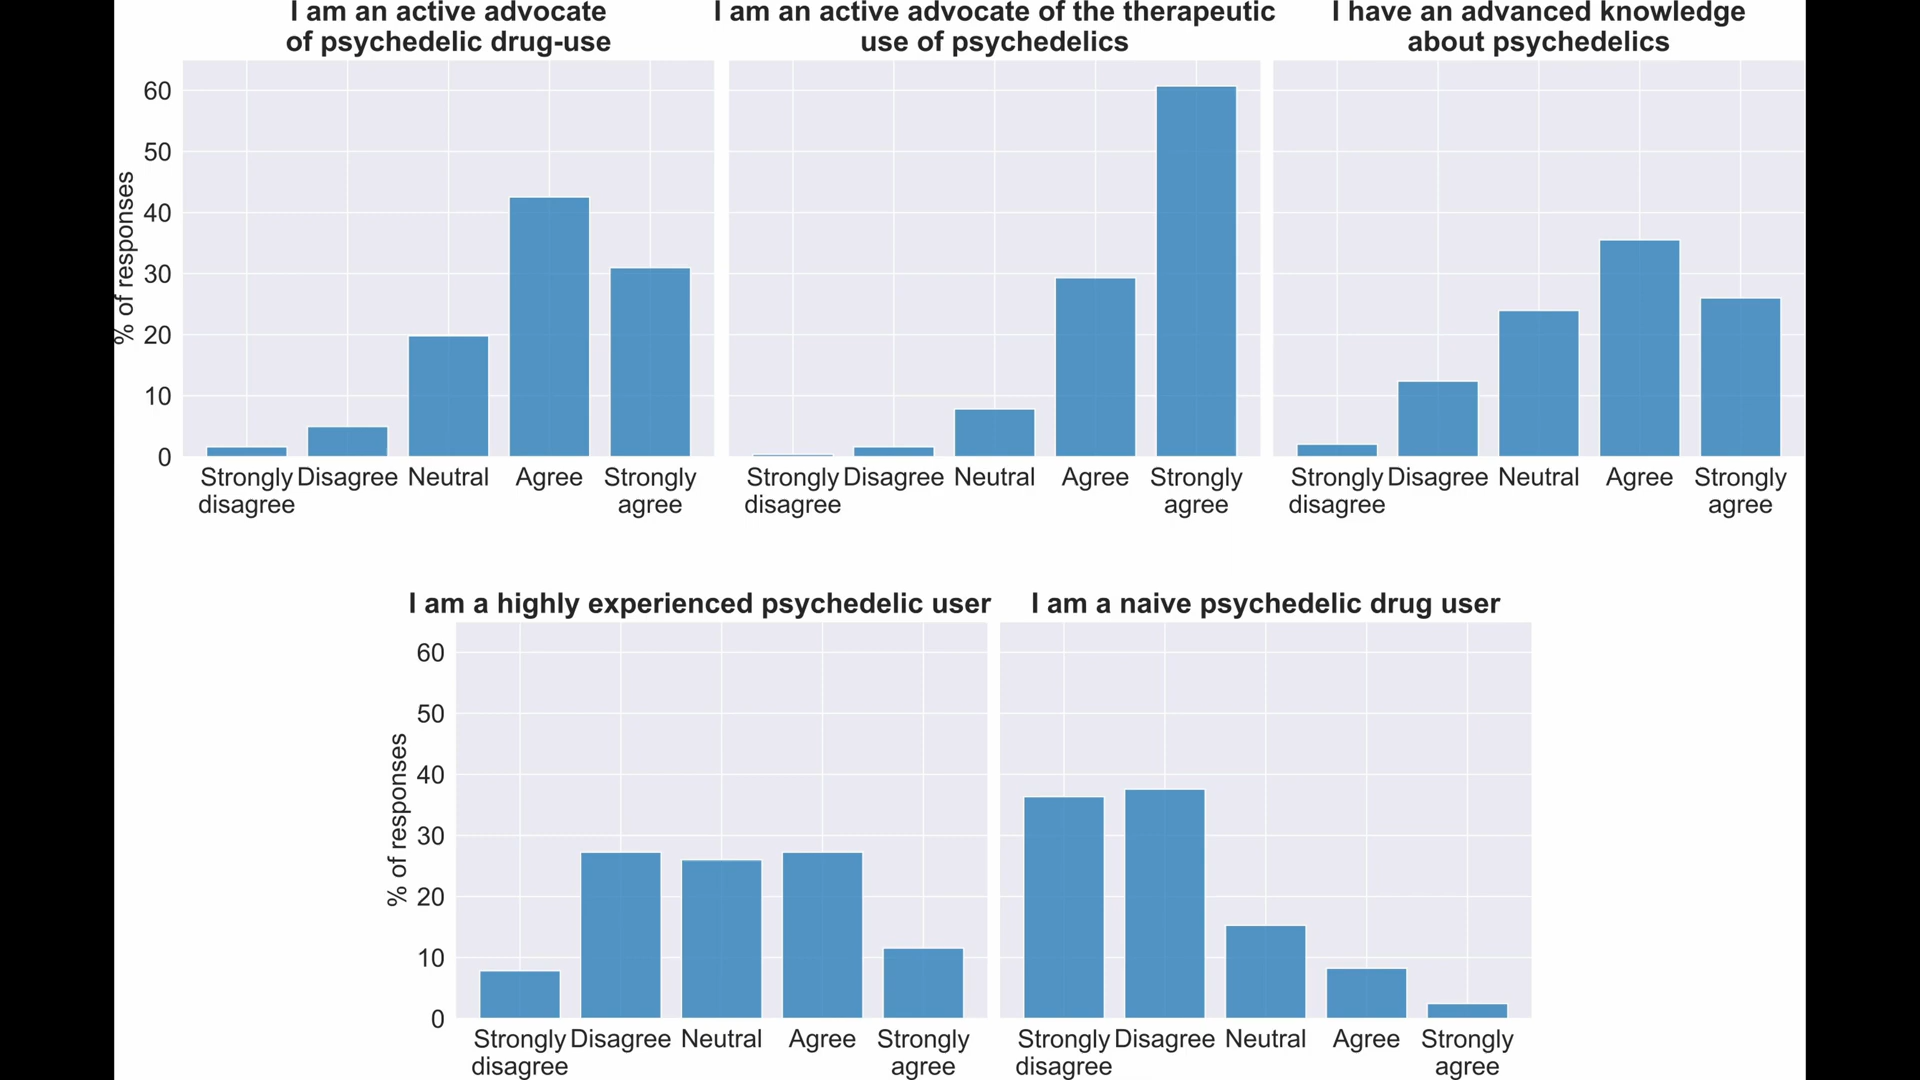 I am an active advocate
of psychedelic drug-use
I am an active advocate of the therapeutic
use of psychedelics
I have an advanced knowledge
about psychedelics
% of responses
60
50
40
30
20
10
0
Strongly disagree
Disagree
Neutral
Agree
Strongly agree
Strongly disagree
Disagree
Neutral
Agree
Strongly agree
Strongly disagree
Disagree
Neutral
Agree
Strongly agree
I am a highly experienced psychedelic user
I am a naive psychedelic drug user
% of responses
60
50
40
30
20
10
0
Strongly disagree
Disagree
Neutral
Agree
Strongly agree
Strongly disagree
Disagree
Neutral
Agree
Strongly agree